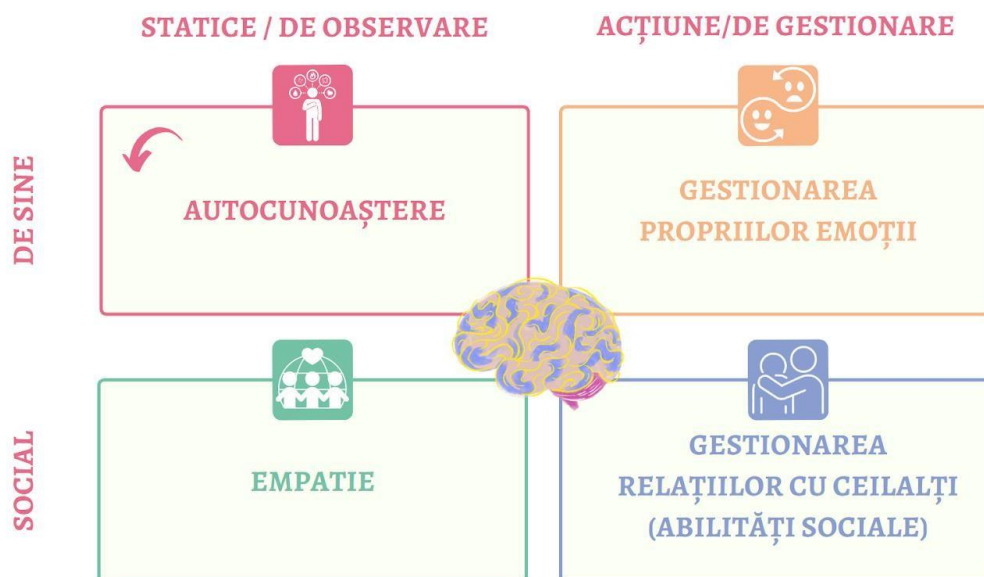 STATICE / DE OBSERVARE
ACȚIUNE/DE GESTIONARE
DE SINE
AUTOCUNOAȘTERE
GESTIONAREA
PROPRIILOR EMOȚII
SOCIAL
EMPATIE
GESTIONAREA
RELAȚIILOR CU CEILALȚI
(ABILITĂȚI SOCIALE)